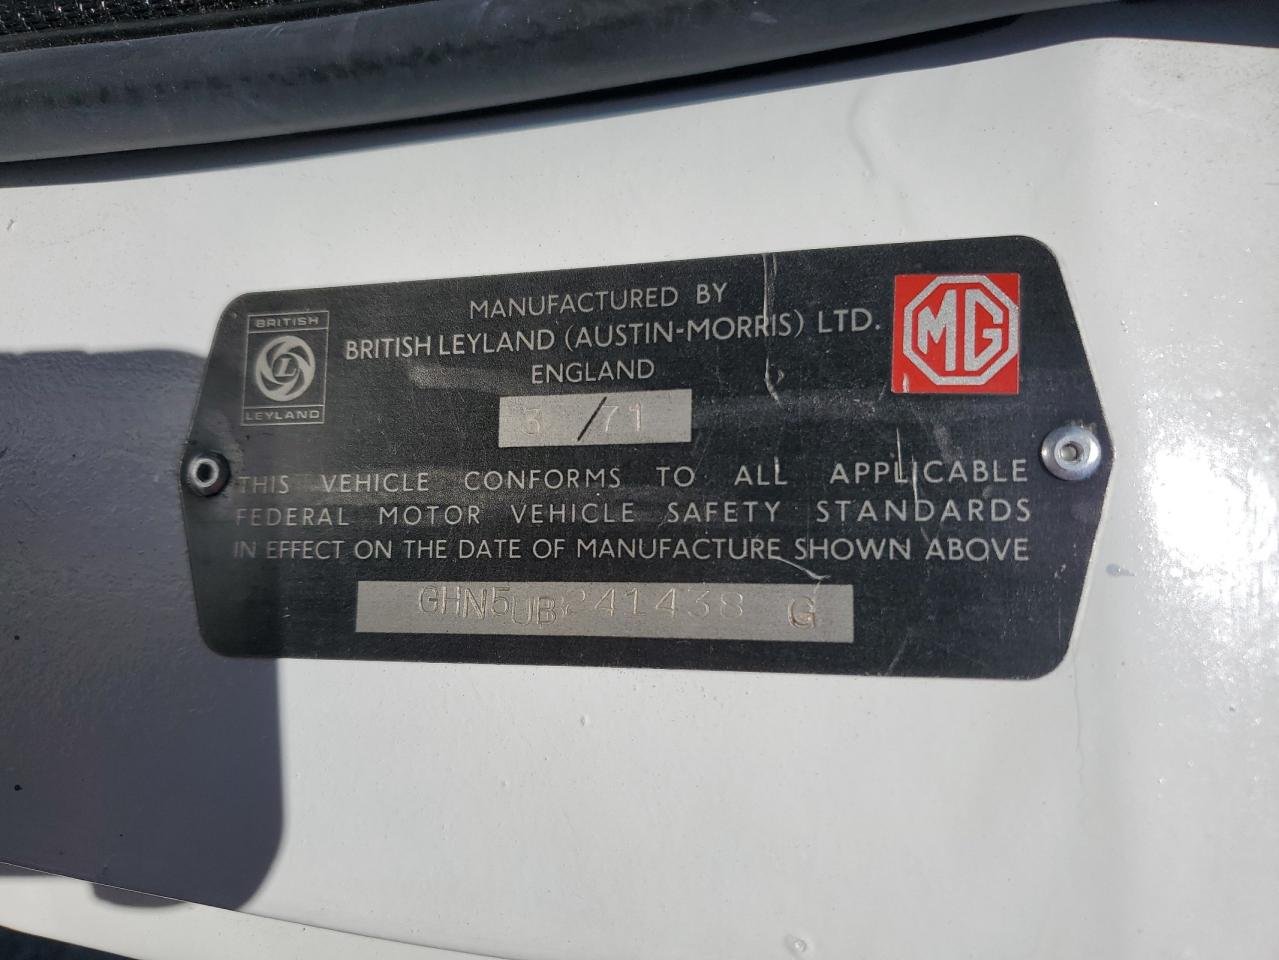 BRITISH
LEYLAND
MANUFACTURED BY
BRITISH LEYLAND (AUSTIN-MORRIS) LTD.
ENGLAND
MG
3 /71
THIS VEHICLE CONFORMS TO ALL APPLICABLE
FEDERAL MOTOR VEHICLE SAFETY STANDARDS
IN EFFECT ON THE DATE OF MANUFACTURE SHOWN ABOVE
GHN5UB241438 G